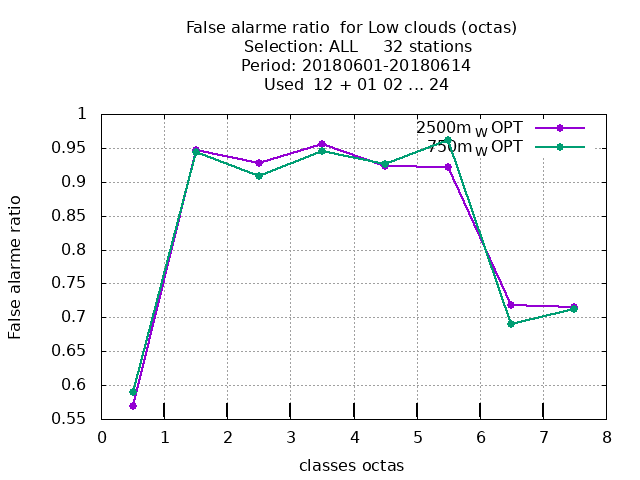 False alarme ratio  for Low clouds (octas)
Selection: ALL     32 stations
Period: 20180601-20180614
Used  12 + 01 02 ... 24
2500m W OPT
750m W OPT
False alarme ratio
1
0.95
0.9
0.85
0.8
0.75
0.7
0.65
0.6
0.55
0 1 2 3 4 5 6 7 8
classes octas